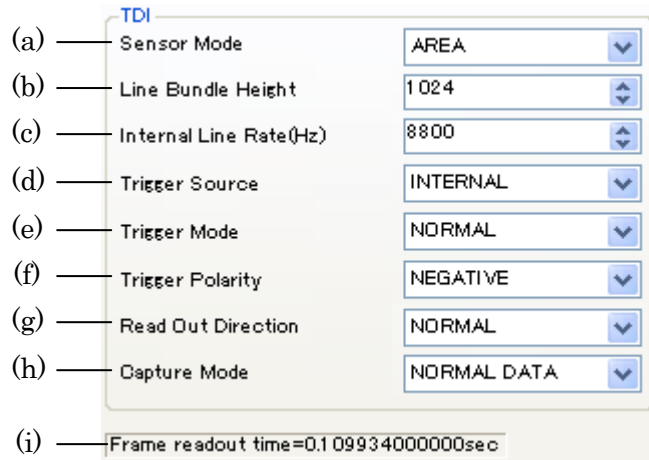 TDI
(a) Sensor Mode AREA
(b) Line Bundle Height 1024
(c) Internal Line Rate(Hz) 8800
(d) Trigger Source INTERNAL
(e) Trigger Mode NORMAL
(f) Trigger Polarity NEGATIVE
(g) Read Out Direction NORMAL
(h) Capture Mode NORMAL DATA
(i) Frame readout time=0.109934000000sec